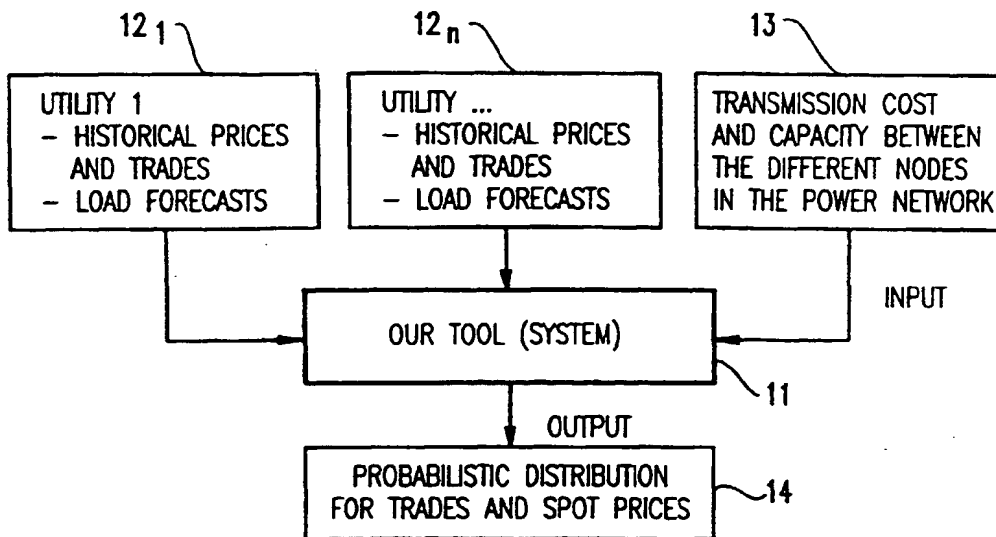 12 1
UTILITY 1
- HISTORICAL PRICES
AND TRADES
- LOAD FORECASTS
12 n
UTILITY ...
- HISTORICAL PRICES
AND TRADES
- LOAD FORECASTS
13
TRANSMISSION COST
AND CAPACITY BETWEEN
THE DIFFERENT NODES
IN THE POWER NETWORK
INPUT
OUR TOOL (SYSTEM)
11
OUTPUT
PROBABILISTIC DISTRIBUTION
FOR TRADES AND SPOT PRICES
14